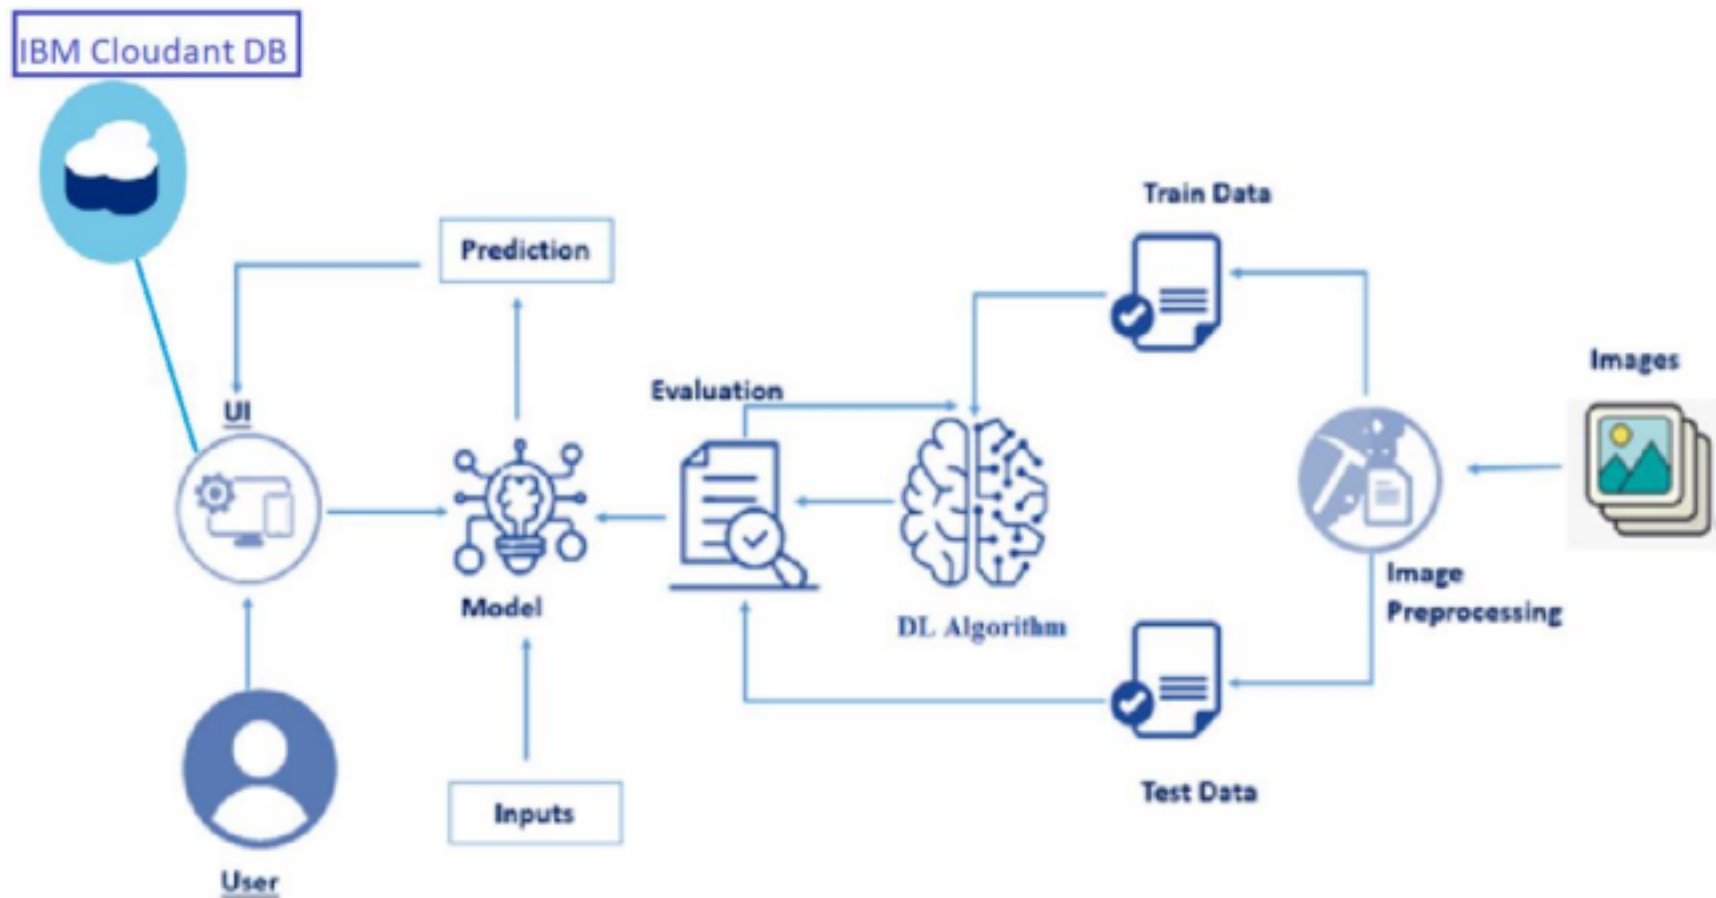 IBM Cloudant DB
Train Data
Prediction
Images
Evaluation
UI
Image
Preprocessing
Model
DL Algorithm
Test Data
Inputs
User